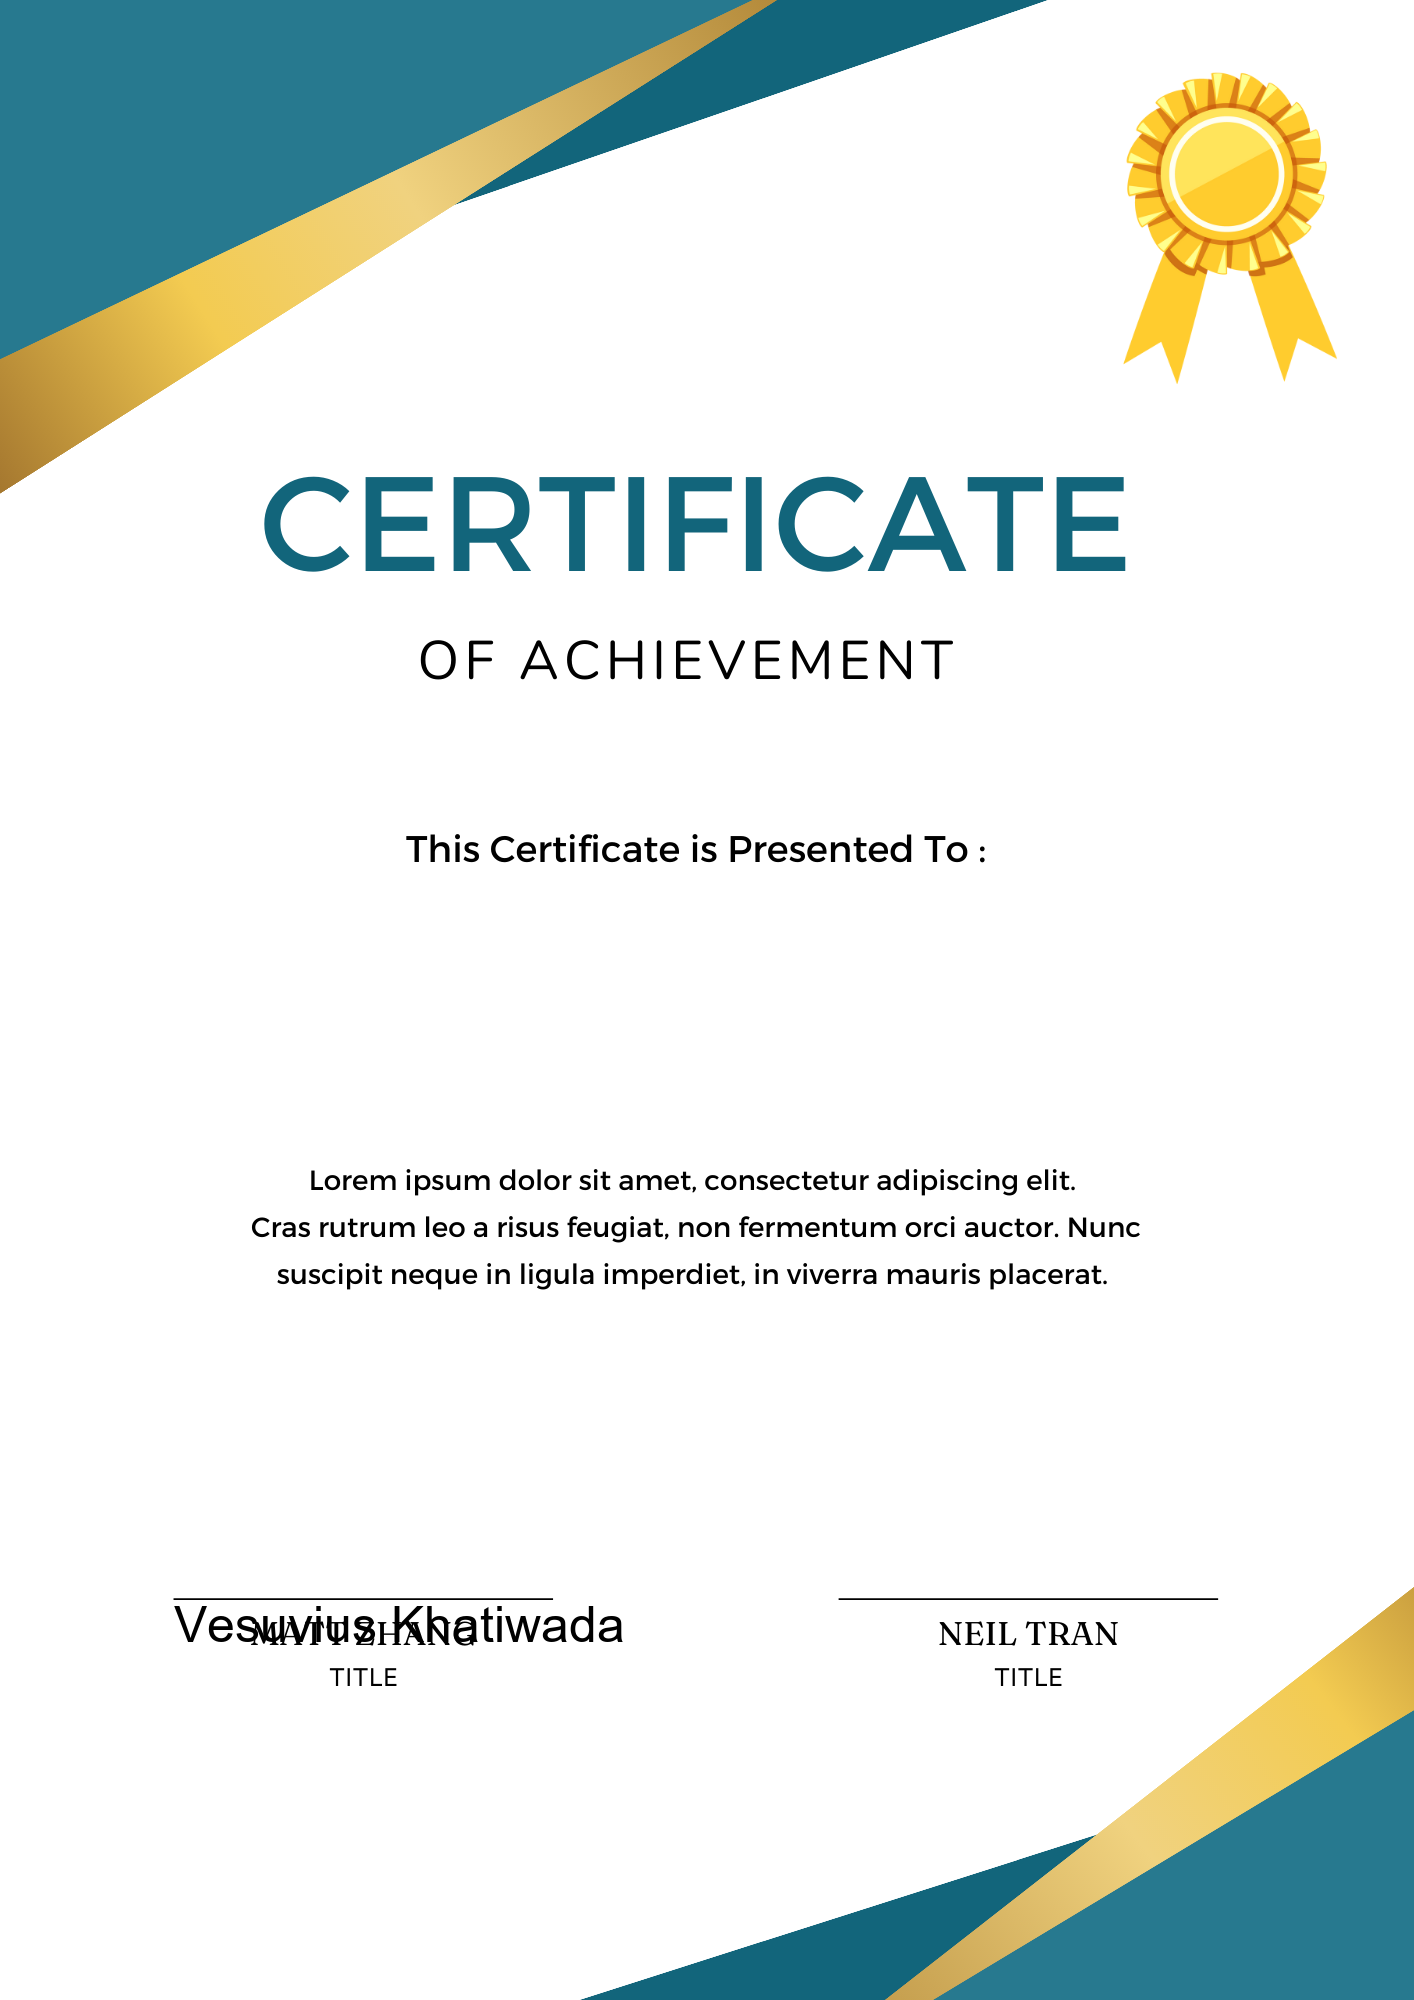 CERTIFICATE
OF ACHIEVEMENT
This Certificate is Presented To :
Lorem ipsum dolor sit amet, consectetur adipiscing elit.
Cras rutrum leo a risus feugiat, non fermentum orci auctor. Nunc
suscipit neque in ligula imperdiet, in viverra mauris placerat.
Vesuvius Khatiwada
MATT ZHANG
TITLE
NEIL TRAN
TITLE